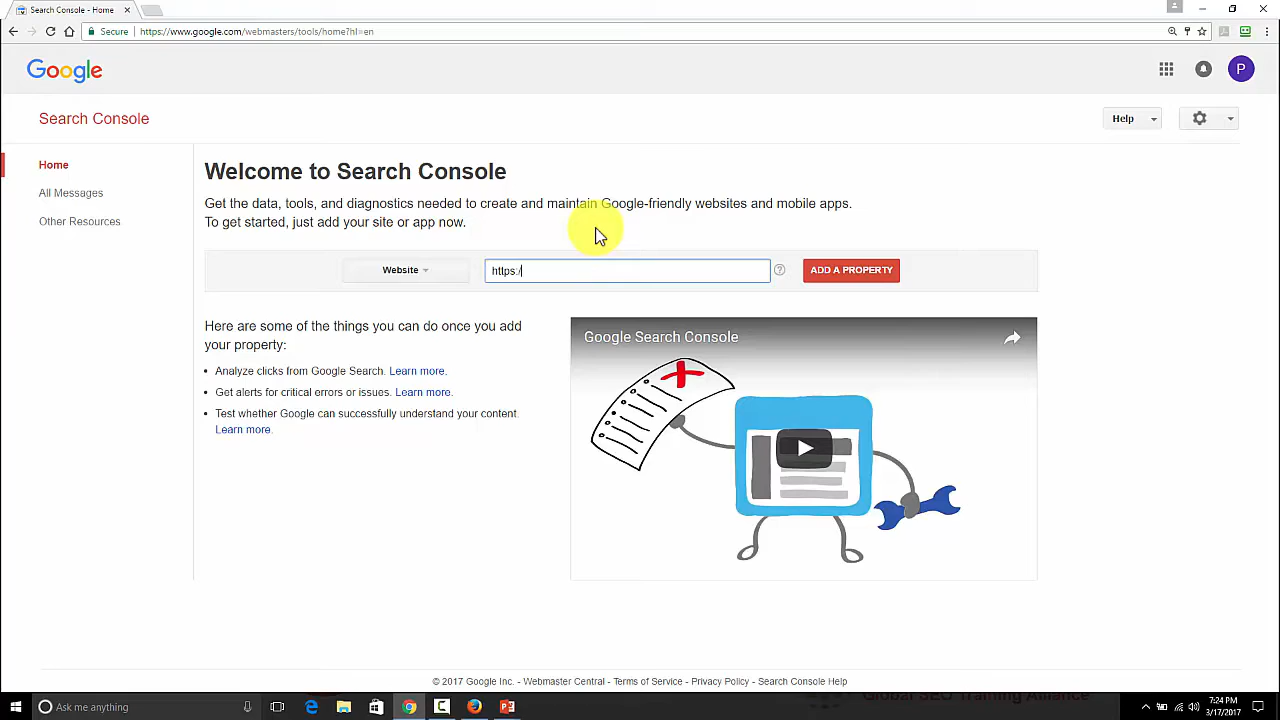 Search Console - Home
Secure https://www.google.com/webmasters/tools/home?hl=en
Google
P
Search Console
Help
Home
All Messages
Other Resources
Welcome to Search Console
Get the data, tools, and diagnostics needed to create and maintain Google-friendly websites and mobile apps.
To get started, just add your site or app now.
Website
https:/
?
ADD A PROPERTY
Here are some of the things you can do once you add
your property:
Analyze clicks from Google Search. Learn more.
Get alerts for critical errors or issues. Learn more.
Test whether Google can successfully understand your content.
Learn more.
Google Search Console
© 2017 Google Inc. - Webmaster Central - Terms of Service - Privacy Policy - Search Console Help
Global SEO Training Alliance
Ask me anything
7:24 PM
3/17/2017